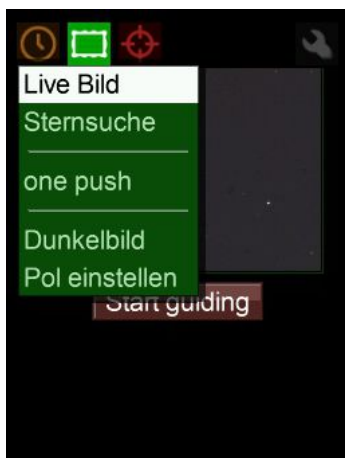 Live Bild
Sternsuche
one push
Dunkelbild
Pol einstellen
Start guiding